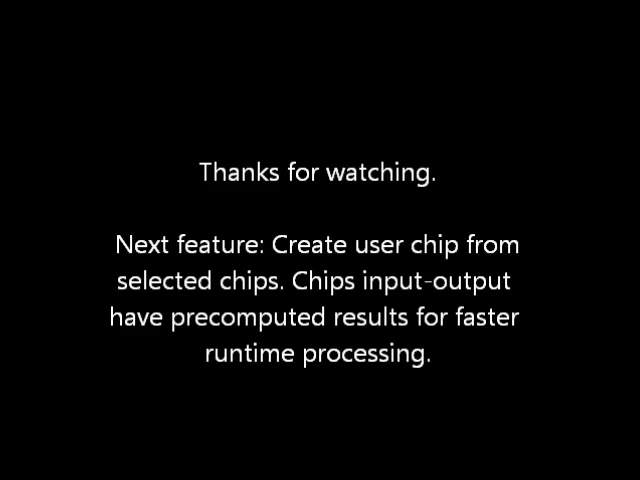 Thanks for watching.
Next feature: Create user chip from
selected chips. Chips input-output
have precomputed results for faster
runtime processing.